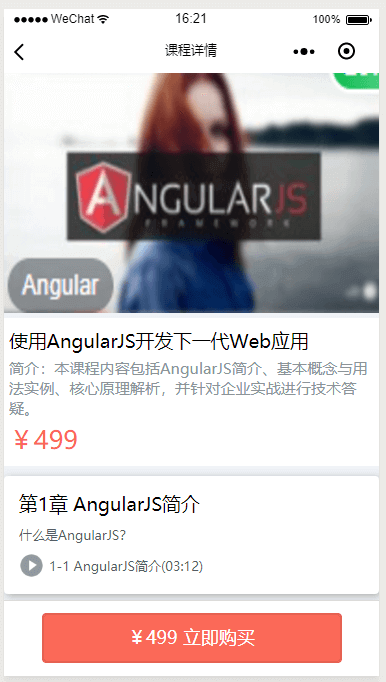 WeChat 16:21 100%
课程详情
ANGULARJS
FRAMEWORK
Angular
使用AngularJS开发下一代Web应用
简介：本课程内容包括AngularJS简介、基本概念与用
法实例、核心原理解析，并针对企业实战进行技术答
疑。
￥499
第1章 AngularJS简介
什么是AngularJS?
1-1 AngularJS简介(03:12)
￥499 立即购买